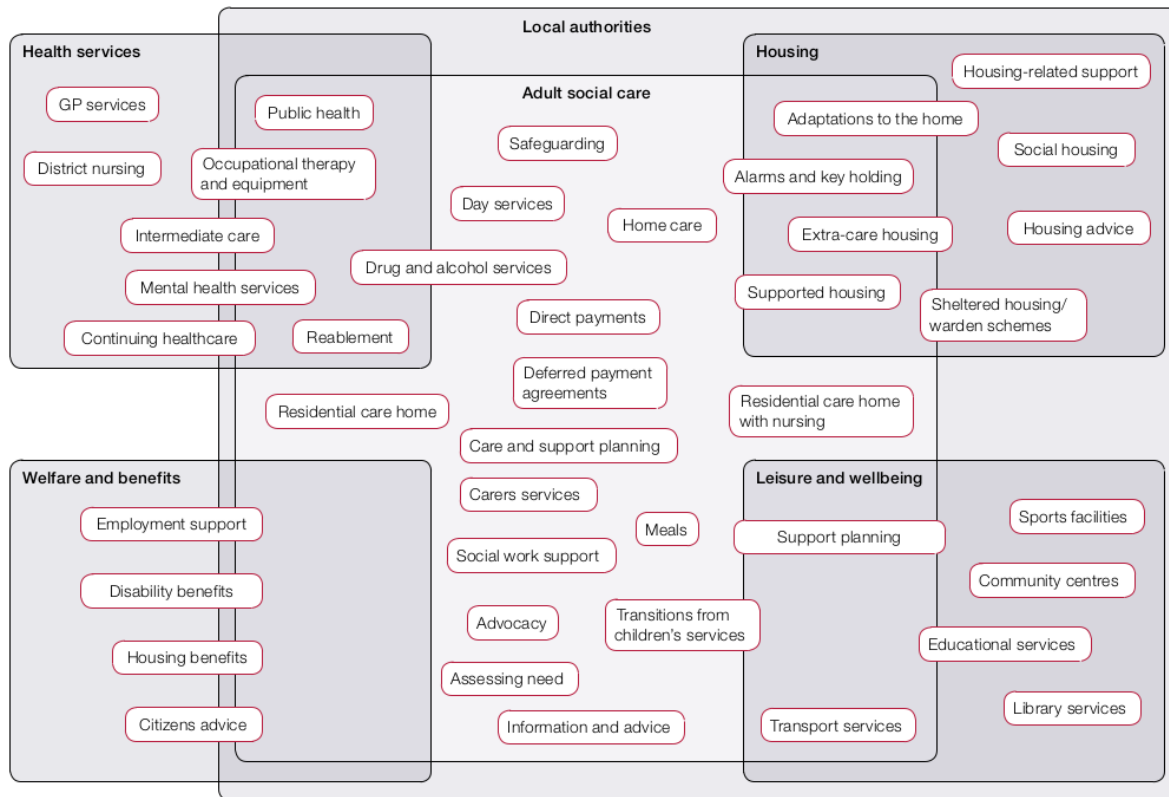 Local authorities
Health services
GP services
Public health
District nursing
Occupational therapy
and equipment
Intermediate care
Mental health services
Continuing healthcare
Reablement
Drug and alcohol services
Adult social care
Safeguarding
Day services
Home care
Direct payments
Deferred payment
agreements
Residential care home
Care and support planning
Carers services
Meals
Social work support
Advocacy
Transitions from
children's services
Assessing need
Information and advice
Residential care home
with nursing
Housing
Housing-related support
Adaptations to the home
Social housing
Alarms and key holding
Extra-care housing
Housing advice
Supported housing
Sheltered housing/
warden schemes
Welfare and benefits
Employment support
Disability benefits
Housing benefits
Citizens advice
Leisure and wellbeing
Sports facilities
Support planning
Community centres
Educational services
Library services
Transport services